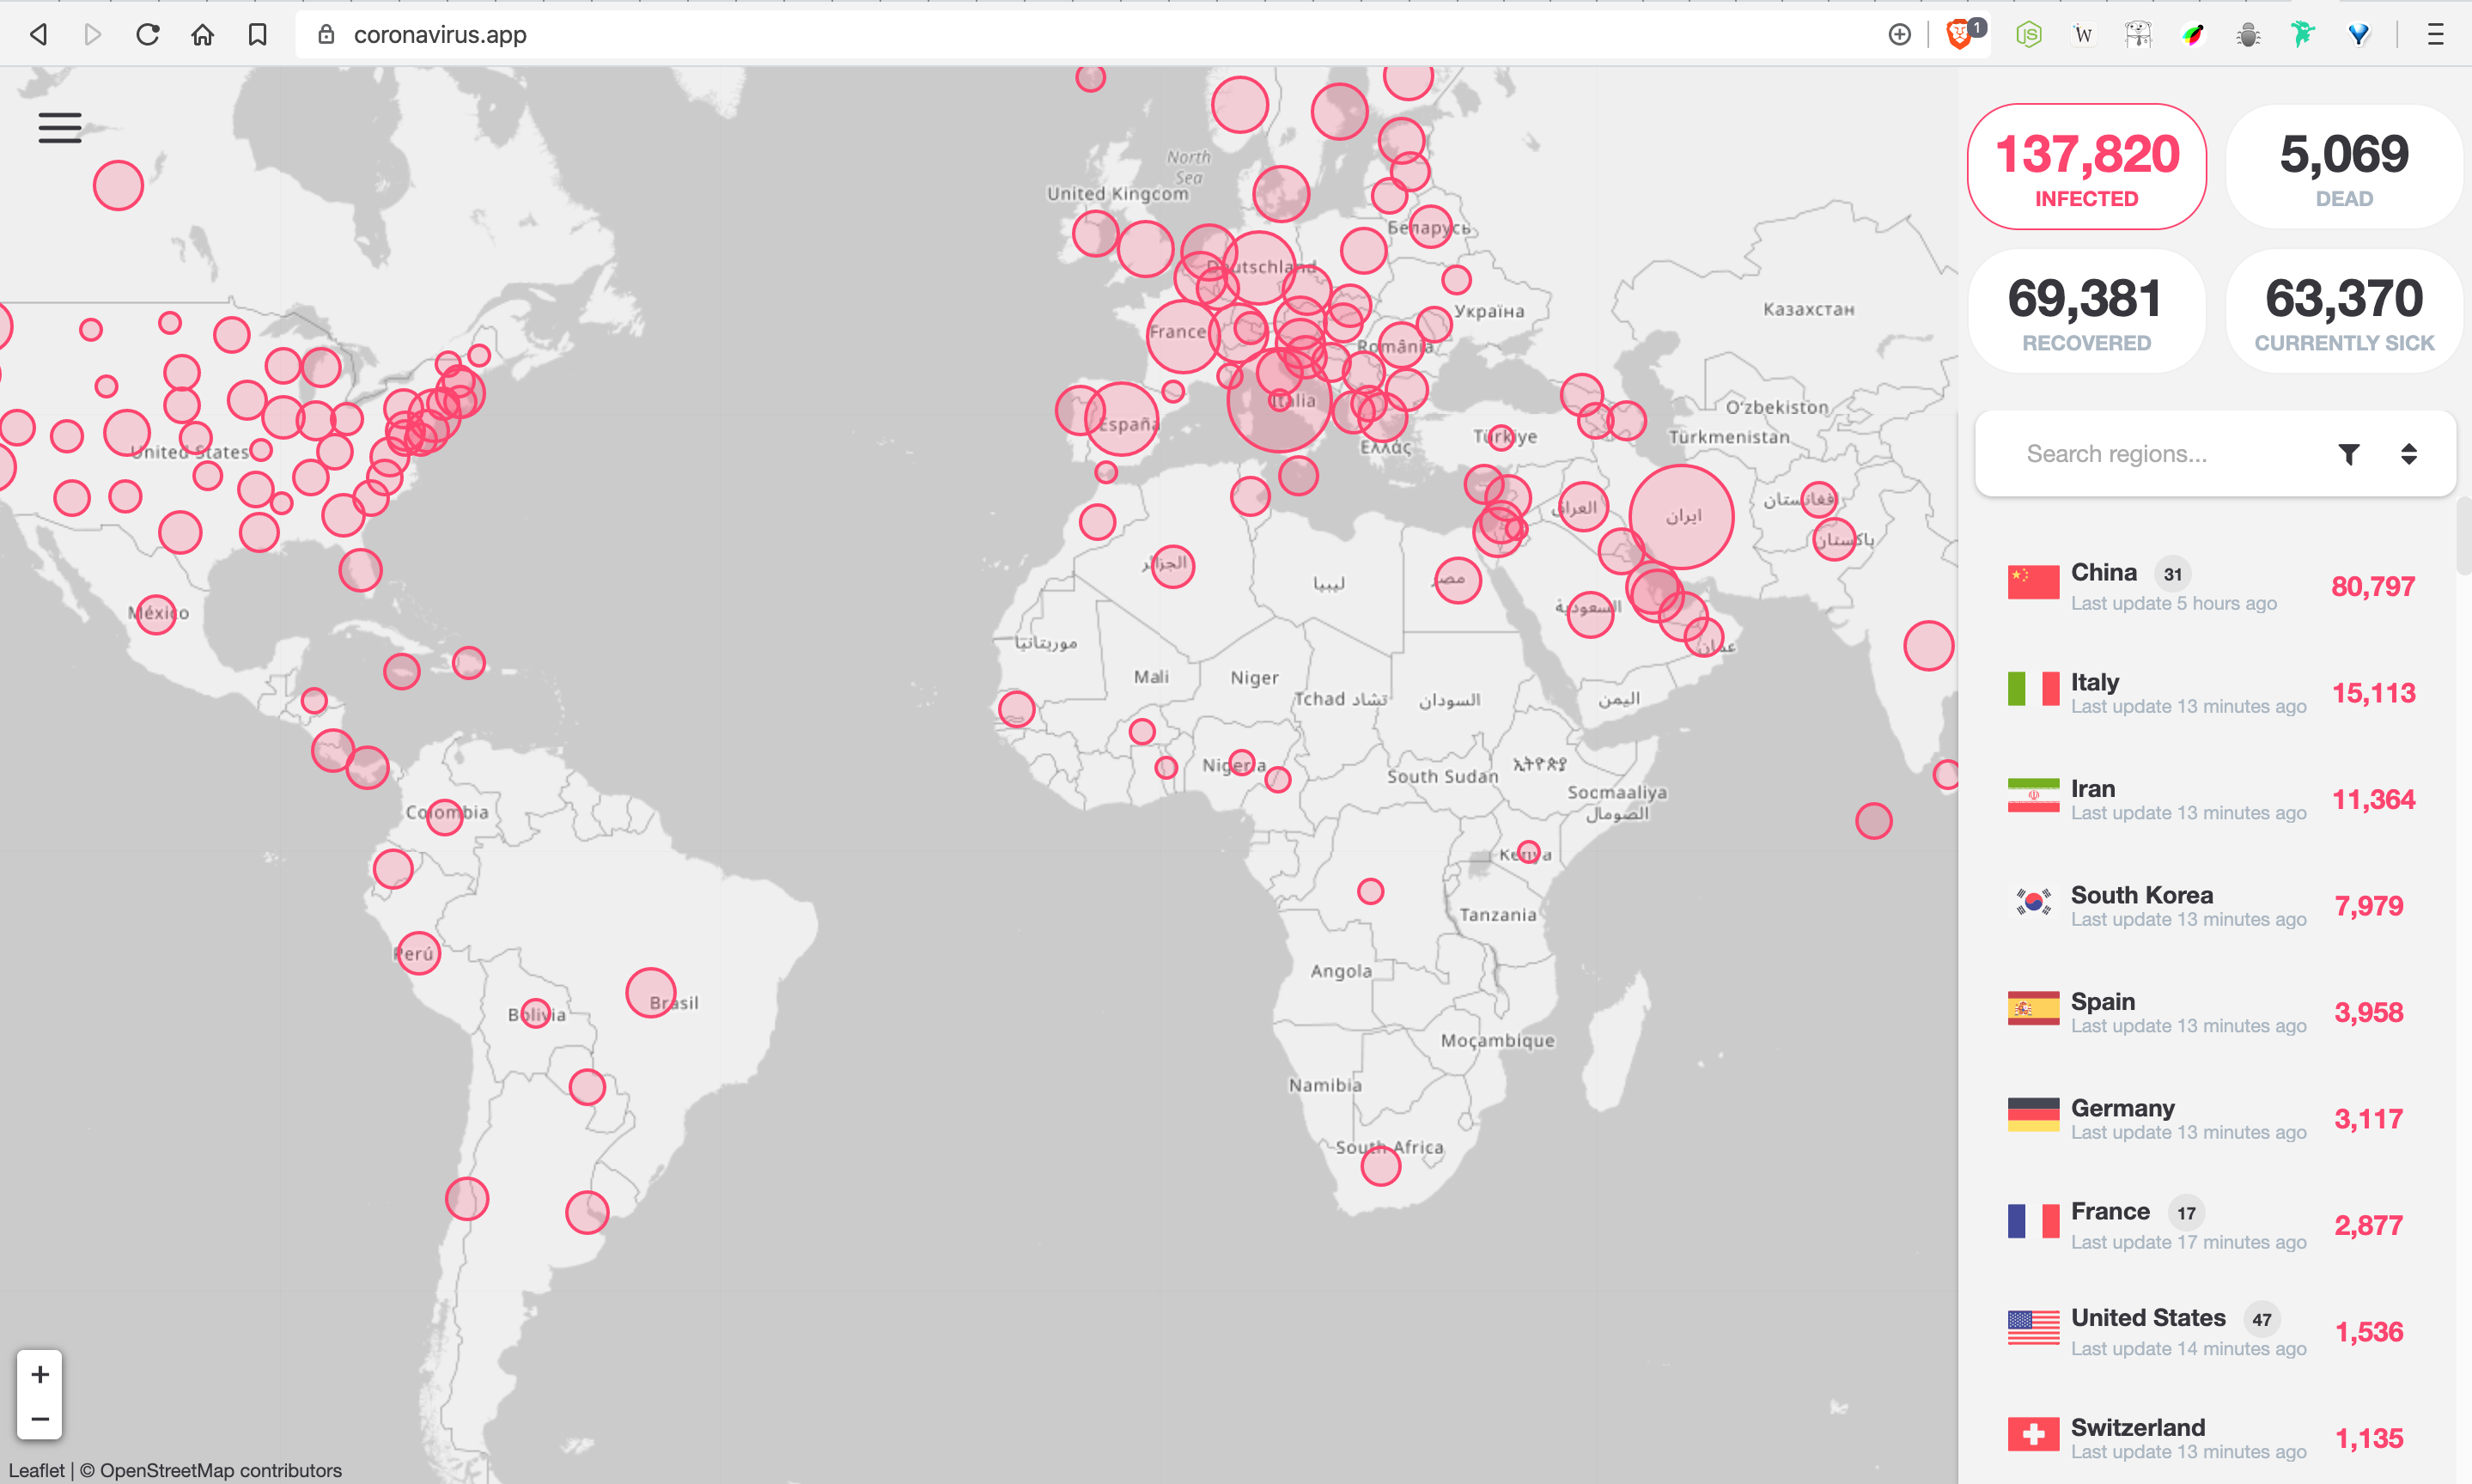 coronavirus.app
1
JS
W
137,820
INFECTED
5,069
DEAD
69,381
RECOVERED
63,370
CURRENTLY SICK
Search regions...
China 31
Last update 5 hours ago
80,797
Italy
Last update 13 minutes ago
15,113
Iran
Last update 13 minutes ago
11,364
South Korea
Last update 13 minutes ago
7,979
Spain
Last update 13 minutes ago
3,958
Germany
Last update 13 minutes ago
3,117
France 17
Last update 17 minutes ago
2,877
United States 47
Last update 14 minutes ago
1,536
Switzerland
Last update 13 minutes ago
1,135
North
Sea
United Kingdom
Беларусь
Deutschland
Україна
Казахстан
France
România
Italia
España
Ελλάς
Türkiye
O'zbekiston
Türkmenistan
United States
افغانستان
العراق
ایران
پاکستان
الجزائر
ليبيا
مصر
السعودية
México
موريتانيا
عمان
Mali
Niger
Tchad تشاد
السودان
اليمن
Nigeria
South Sudan
ኢትዮጵያ
Soomaaliya
الصومال
Colombia
Kenya
Tanzania
Perú
Angola
Brasil
Bolivia
Moçambique
Namibia
South Africa
+
−
Leaflet | © OpenStreetMap contributors